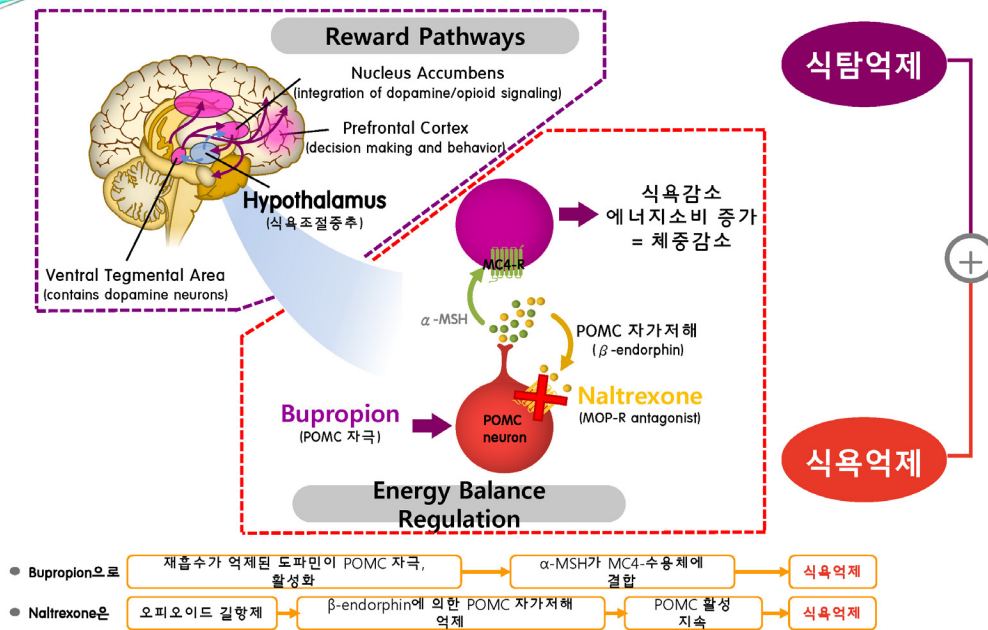 Reward Pathways
Nucleus Accumbens
(integration of dopamine/opioid signaling)
Prefrontal Cortex
(decision making and behavior)
Hypothalamus
(식욕조절중추)
Ventral Tegmental Area
(contains dopamine neurons)
식탐억제
+
식욕억제
MC4-R
식욕감소
에너지소비 증가
= 체중감소
α-MSH
POMC 자가저해
(β-endorphin)
Bupropion
(POMC 자극)
POMC
neuron
Naltrexone
(MOP-R antagonist)
Energy Balance
Regulation
Bupropion으로
재흡수가 억제된 도파민이 POMC 자극,
활성화
α-MSH가 MC4-수용체에
결합
식욕억제
Naltrexone은
오피오이드 길항제
β-endorphin에 의한 POMC 자가저해
억제
POMC 활성
지속
식욕억제